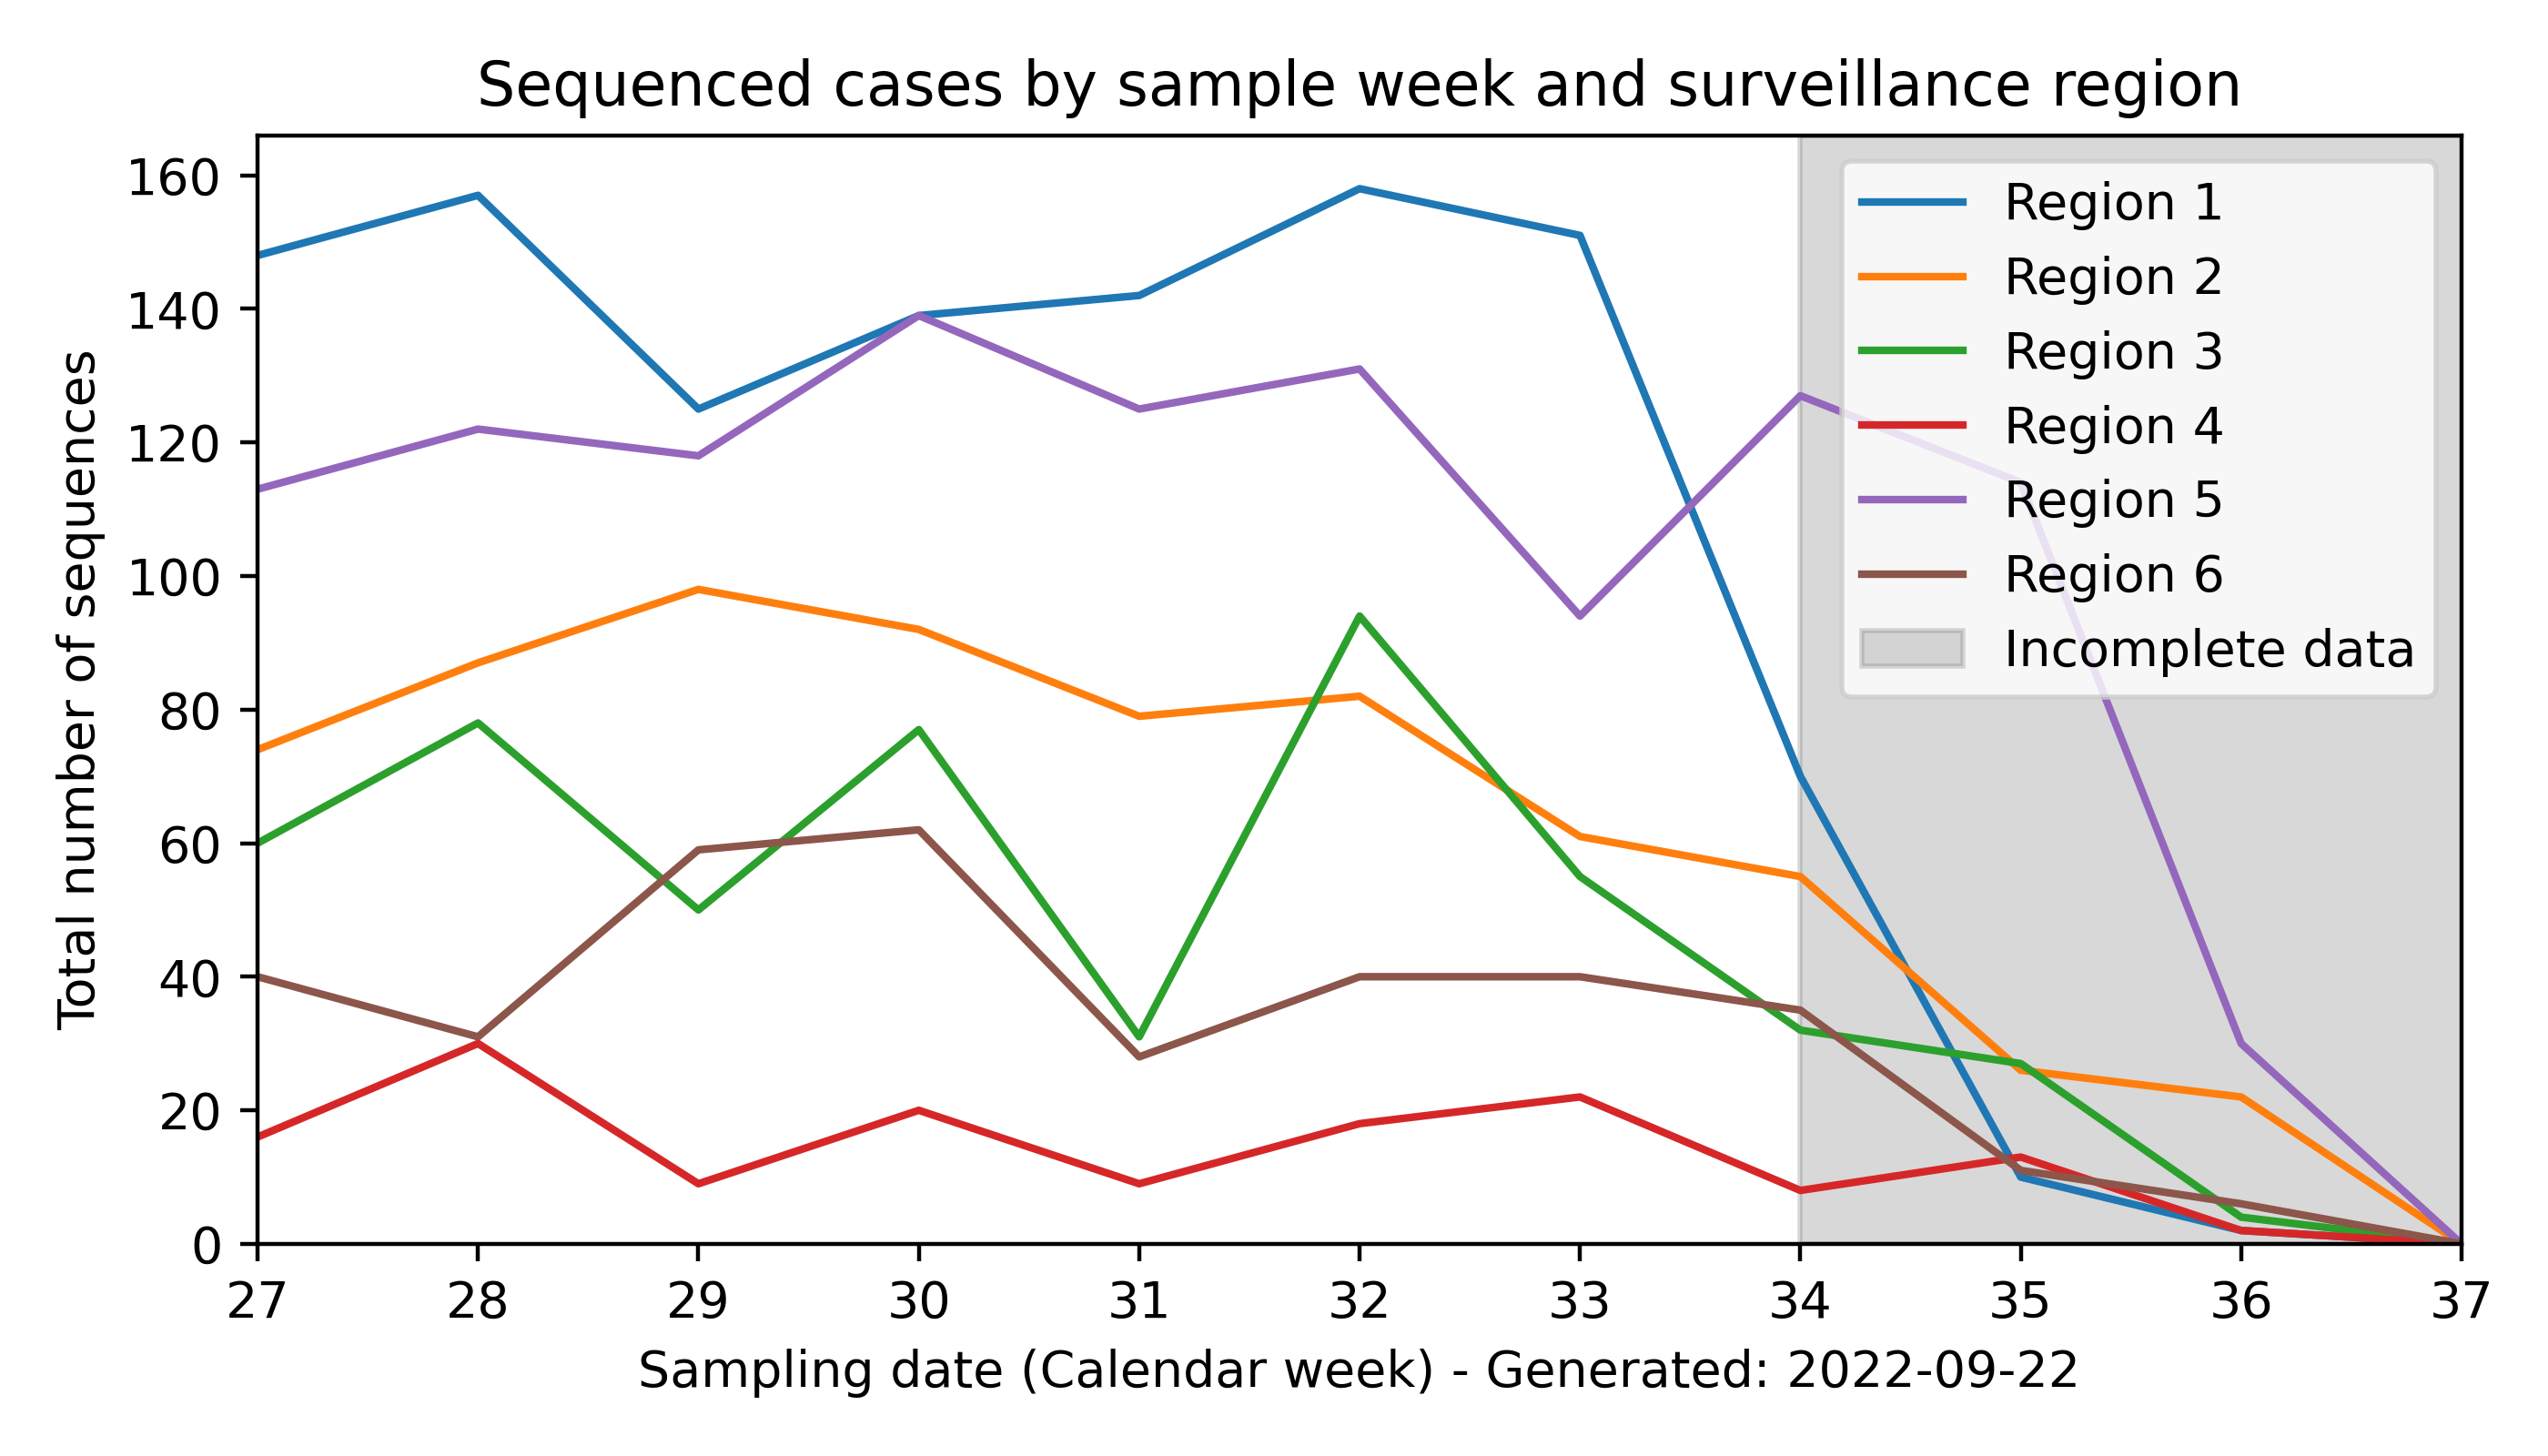 Sequenced cases by sample week and surveillance region
160
140
120
100
80
60
40
20
0
Total number of sequences
Region 1
Region 2
Region 3
Region 4
Region 5
Region 6
Incomplete data
27 28 29 30 31 32 33 34 35 36 37
Sampling date (Calendar week) - Generated: 2022-09-22